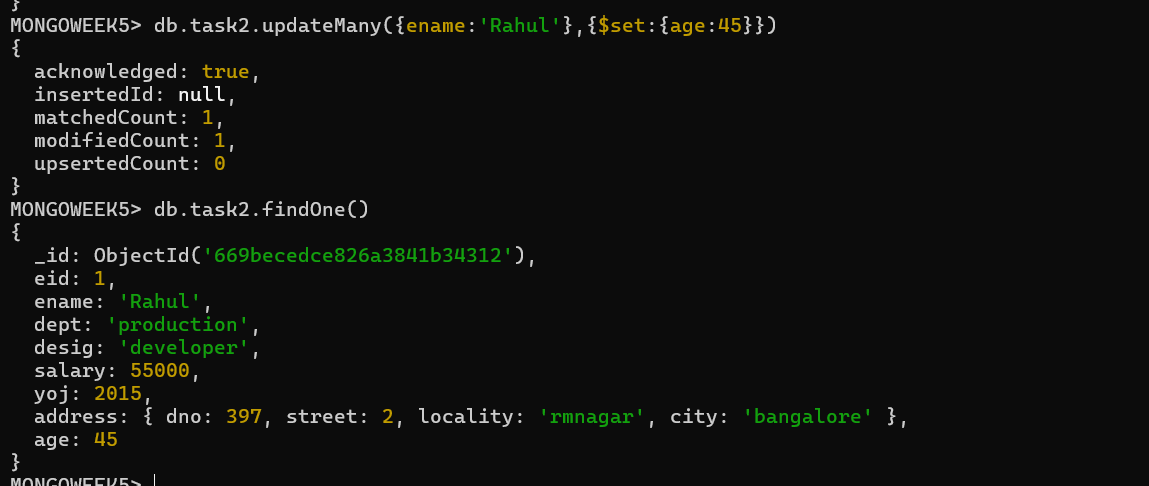 }
MONGOWEEK5> db.task2.updateMany({ename:'Rahul'},{$set:{age:45}})
{
  acknowledged: true,
  insertedId: null,
  matchedCount: 1,
  modifiedCount: 1,
  upsertedCount: 0
}
MONGOWEEK5> db.task2.findOne()
{
  _id: ObjectId('669becedce826a3841b34312'),
  eid: 1,
  ename: 'Rahul',
  dept: 'production',
  desig: 'developer',
  salary: 55000,
  yoj: 2015,
  address: { dno: 397, street: 2, locality: 'rmnagar', city: 'bangalore' },
  age: 45
}
MONGOWEEK5>